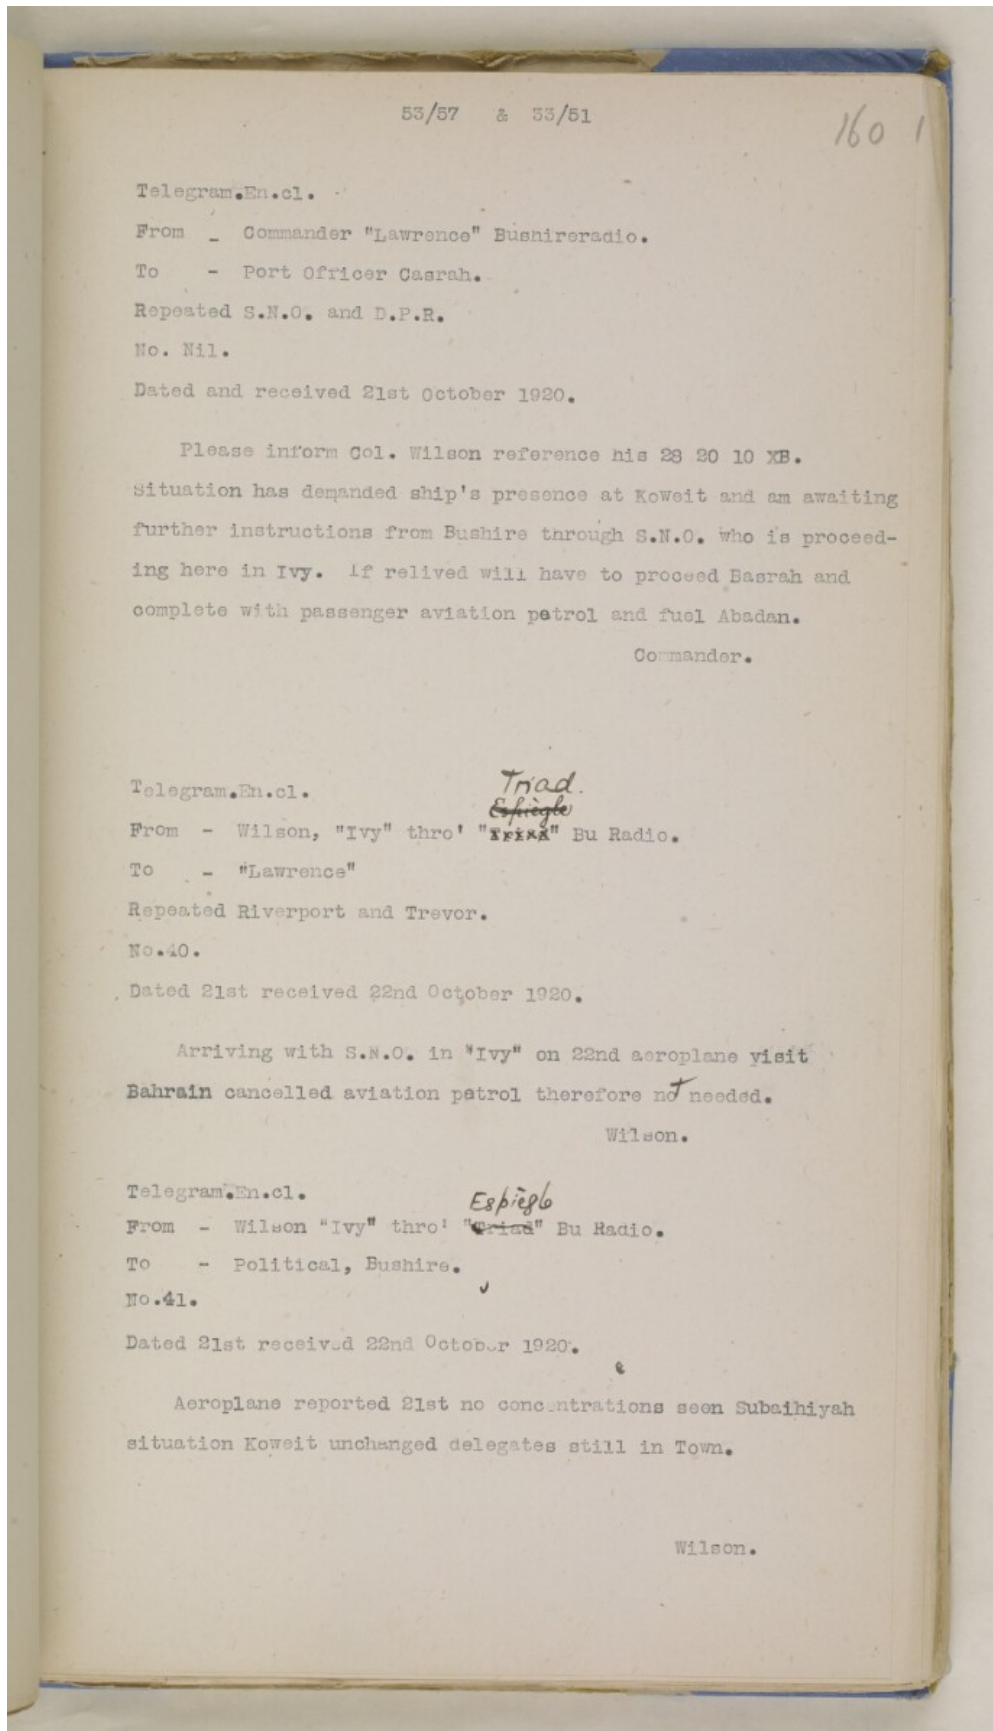 53/57 & 53/51
160 1
Telegram.En.cl.
From - Commander "Lawrence" Bushireradio.
To - Port Officer Casrah.
Repeated S.N.O. and D.P.R.
No. Nil.
Dated and received 21st October 1920.
Please inform Col. Wilson reference his 28 20 10 XB.
Situation has demanded ship's presence at Koweit and am awaiting
further instructions from Bushire through S.N.O. who is proceed-
ing here in Ivy. If relived will have to proceed Basrah and
complete with passenger aviation petrol and fuel Abadan.
Commander.
Telegram.En.cl.
Triad.
Espiègle
From - Wilson, "Ivy" thro' "Triad" Bu Radio.
To - "Lawrence"
Repeated Riverport and Trevor.
No.40.
Dated 21st received 22nd October 1920.
Arriving with S.N.O. in "Ivy" on 22nd aeroplane visit
Bahrain cancelled aviation petrol therefore not needed.
Wilson.
Telegram.En.cl.
Espiègle
From - Wilson "Ivy" thro' "Triad" Bu Radio.
To - Political, Bushire.
No.41.
Dated 21st received 22nd October 1920.
Aeroplane reported 21st no concentrations seen Subaihiyah
situation Koweit unchanged delegates still in Town.
Wilson.